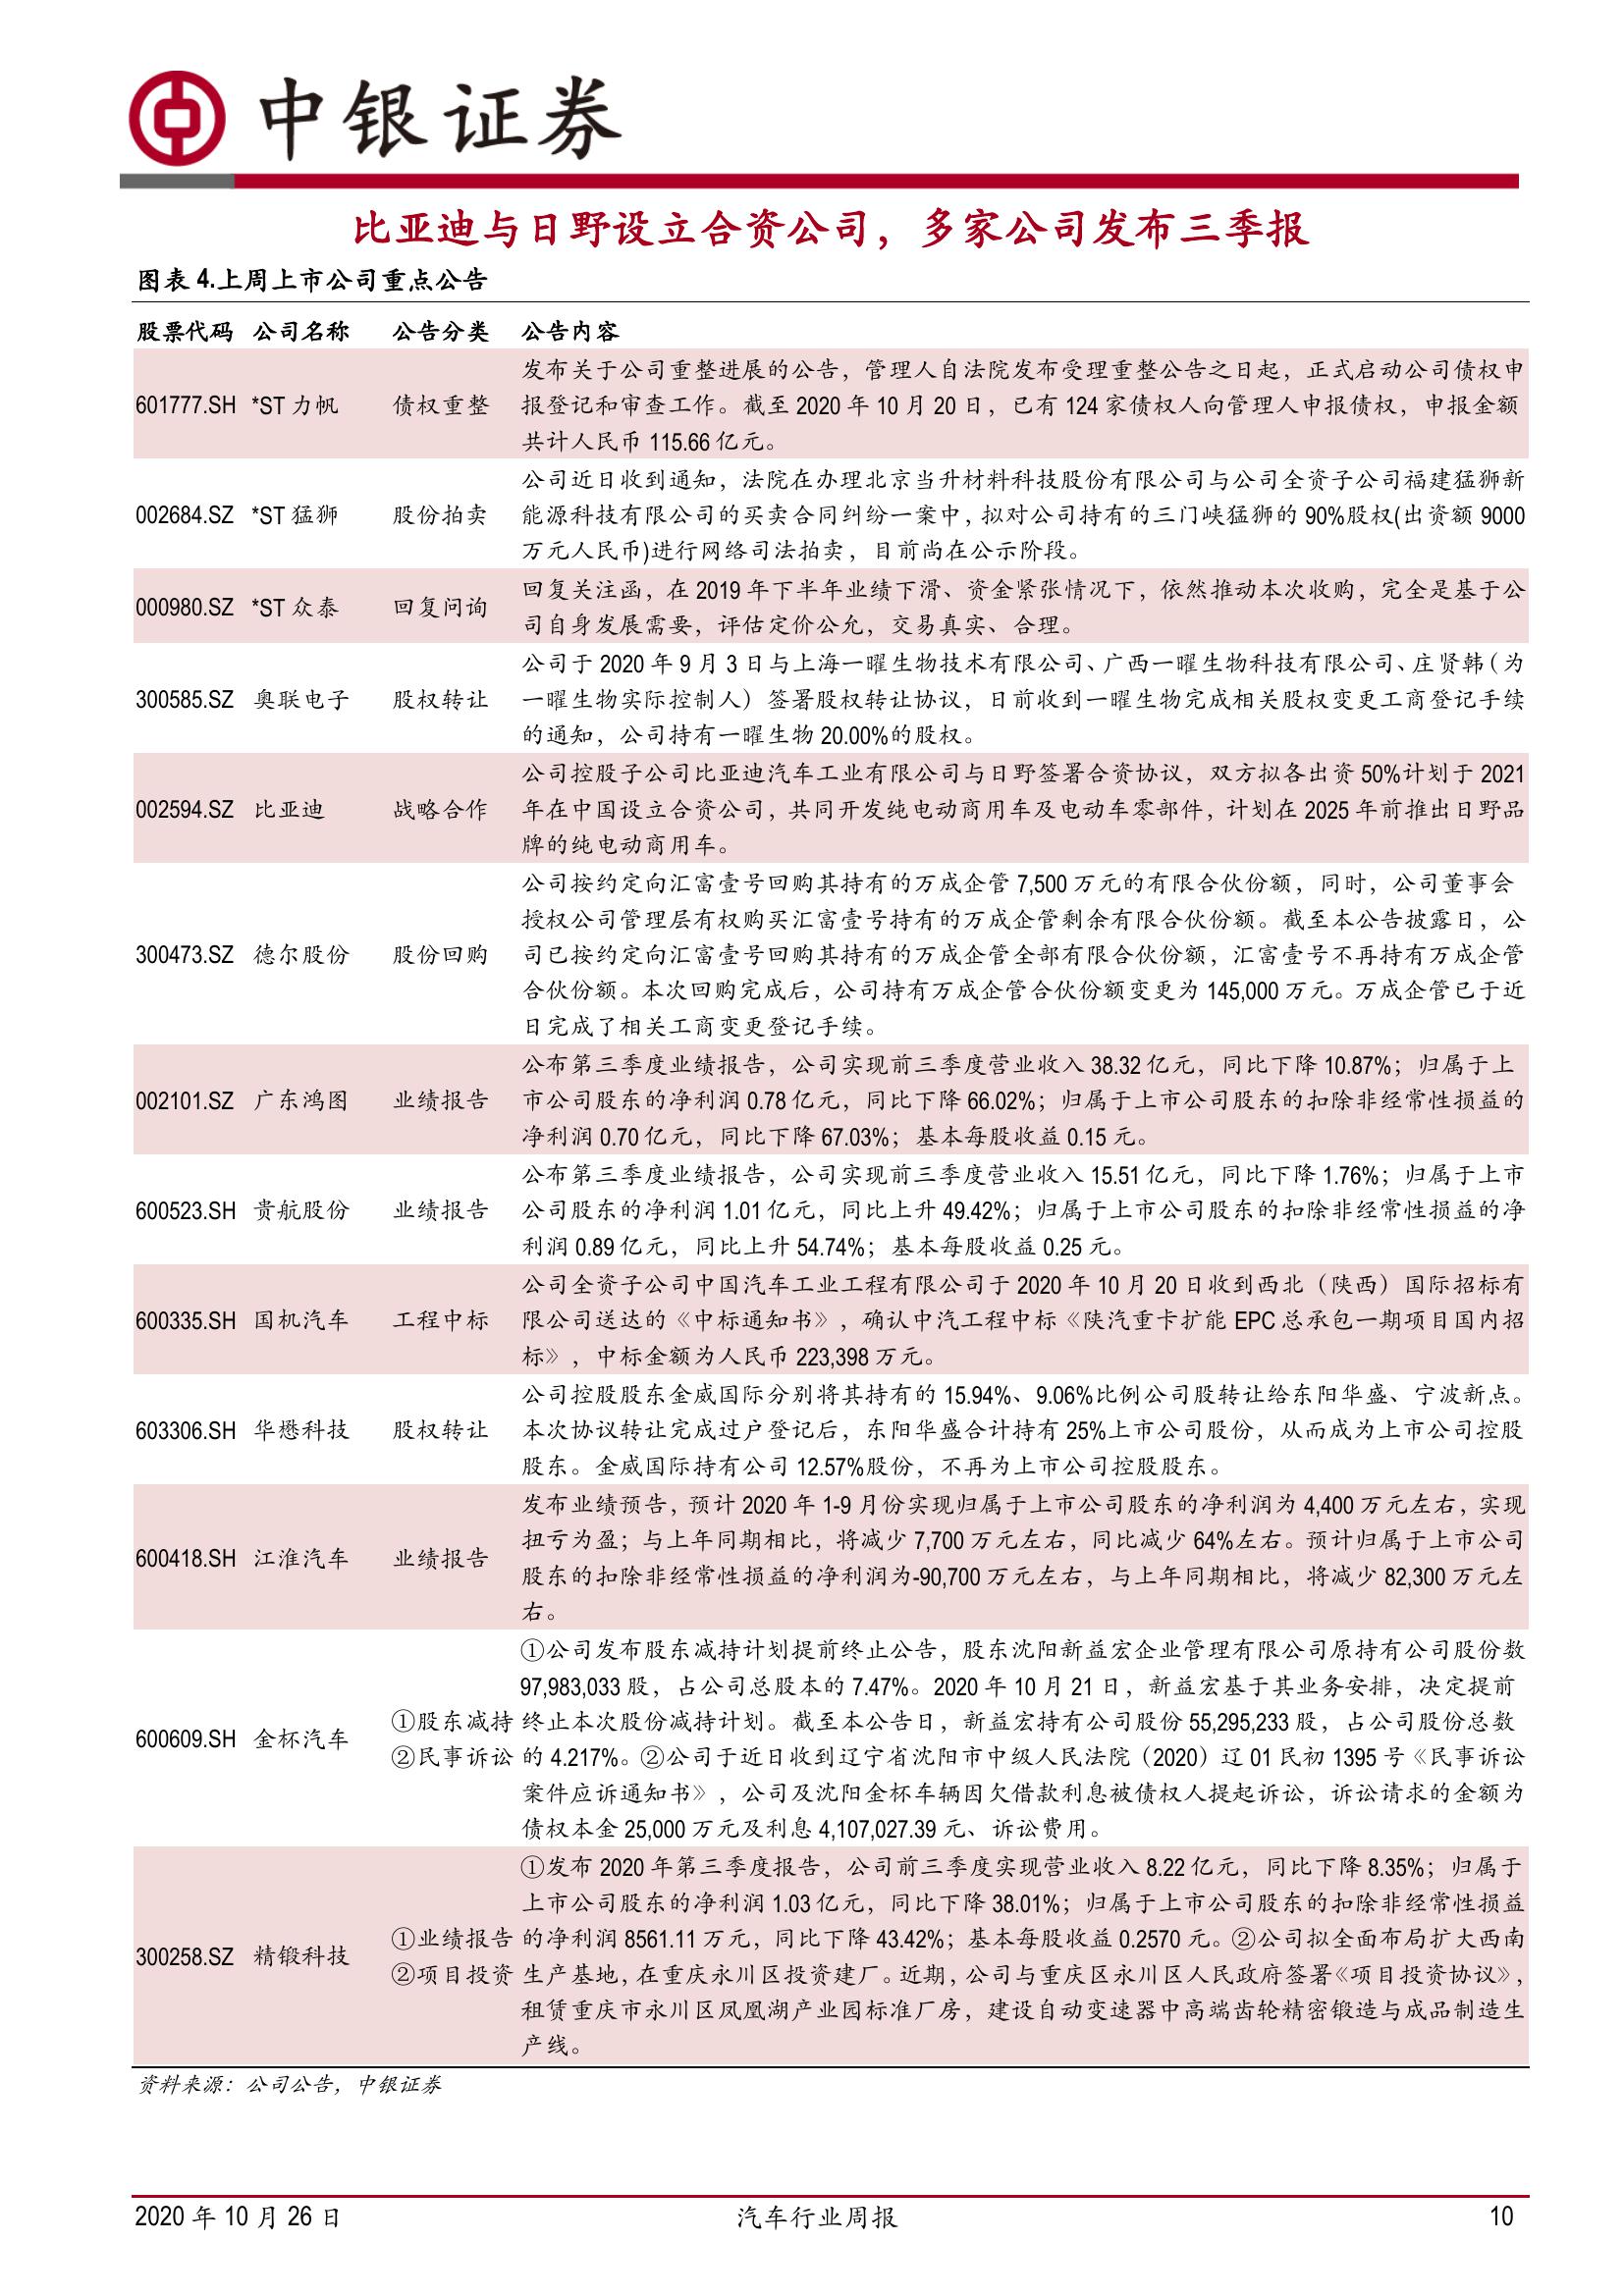 中银证券
比亚迪与日野设立合资公司，多家公司发布三季报
图表 4.上周上市公司重点公告
股票代码 公司名称 公告分类 公告内容
601777.SH *ST 力帆 债权重整
发布关于公司重整进展的公告，管理人自法院发布受理重整公告之日起，正式启动公司债权申
报登记和审查工作。截至 2020 年 10 月 20 日，已有 124 家债权人向管理人申报债权，申报金额
共计人民币 115.66 亿元。
002684.SZ *ST 猛狮 股份拍卖
公司近日收到通知，法院在办理北京当升材料科技股份有限公司与公司全资子公司福建猛狮新
能源科技有限公司的买卖合同纠纷一案中，拟对公司持有的三门峡猛狮的 90%股权(出资额 9000
万元人民币)进行网络司法拍卖，目前尚在公示阶段。
000980.SZ *ST 众泰 回复问询
回复关注函，在 2019 年下半年业绩下滑、资金紧张情况下，依然推动本次收购，完全是基于公
司自身发展需要，评估定价公允，交易真实、合理。
300585.SZ 奥联电子 股权转让
公司于 2020 年 9 月 3 日与上海一曜生物技术有限公司、广西一曜生物科技有限公司、庄贤韩（为
一曜生物实际控制人）签署股权转让协议，日前收到一曜生物完成相关股权变更工商登记手续
的通知，公司持有一曜生物 20.00%的股权。
002594.SZ 比亚迪 战略合作
公司控股子公司比亚迪汽车工业有限公司与日野签署合资协议，双方拟各出资 50%计划于 2021
年在中国设立合资公司，共同开发纯电动商用车及电动车零部件，计划在 2025 年前推出日野品
牌的纯电动商用车。
300473.SZ 德尔股份 股份回购
公司按约定向汇富壹号回购其持有的万成企管 7,500 万元的有限合伙份额，同时，公司董事会
授权公司管理层有权购买汇富壹号持有的万成企管剩余有限合伙份额。截至本公告披露日，公
司已按约定向汇富壹号回购其持有的万成企管全部有限合伙份额，汇富壹号不再持有万成企管
合伙份额。本次回购完成后，公司持有万成企管合伙份额变更为 145,000 万元。万成企管已于近
日完成了相关工商变更登记手续。
002101.SZ 广东鸿图 业绩报告
公布第三季度业绩报告，公司实现前三季度营业收入 38.32 亿元，同比下降 10.87%；归属于上
市公司股东的净利润 0.78 亿元，同比下降 66.02%；归属于上市公司股东的扣除非经常性损益的
净利润 0.70 亿元，同比下降 67.03%；基本每股收益 0.15 元。
600523.SH 贵航股份 业绩报告
公布第三季度业绩报告，公司实现前三季度营业收入 15.51 亿元，同比下降 1.76%；归属于上市
公司股东的净利润 1.01 亿元，同比上升 49.42%；归属于上市公司股东的扣除非经常性损益的净
利润 0.89 亿元，同比上升 54.74%；基本每股收益 0.25 元。
600335.SH 国机汽车 工程中标
公司全资子公司中国汽车工业工程有限公司于 2020 年 10 月 20 日收到西北（陕西）国际招标有
限公司送达的《中标通知书》，确认中汽工程中标《陕汽重卡扩能 EPC 总承包一期项目国内招
标》，中标金额为人民币 223,398 万元。
603306.SH 华懋科技 股权转让
公司控股股东金威国际分别将其持有的 15.94%、9.06%比例公司股转让给东阳华盛、宁波新点。
本次协议转让完成过户登记后，东阳华盛合计持有 25%上市公司股份，从而成为上市公司控股
股东。金威国际持有公司 12.57%股份，不再为上市公司控股股东。
600418.SH 江淮汽车 业绩报告
发布业绩预告，预计 2020 年 1-9 月份实现归属于上市公司股东的净利润为 4,400 万元左右，实现
扭亏为盈；与上年同期相比，将减少 7,700 万元左右，同比减少 64%左右。预计归属于上市公司
股东的扣除非经常性损益的净利润为-90,700 万元左右，与上年同期相比，将减少 82,300 万元左
右。
600609.SH 金杯汽车
①股东减持
②民事诉讼
①公司发布股东减持计划提前终止公告，股东沈阳新益宏企业管理有限公司原持有公司股份数
97,983,033 股，占公司总股本的 7.47%。2020 年 10 月 21 日，新益宏基于其业务安排，决定提前
终止本次股份减持计划。截至本公告日，新益宏持有公司股份 55,295,233 股，占公司股份总数
的 4.217%。②公司于近日收到辽宁省沈阳市中级人民法院（2020）辽 01 民初 1395 号《民事诉讼
案件应诉通知书》，公司及沈阳金杯车辆因欠借款利息被债权人提起诉讼，诉讼请求的金额为
债权本金 25,000 万元及利息 4,107,027.39 元、诉讼费用。
300258.SZ 精锻科技
①业绩报告
②项目投资
①发布 2020 年第三季度报告，公司前三季度实现营业收入 8.22 亿元，同比下降 8.35%；归属于
上市公司股东的净利润 1.03 亿元，同比下降 38.01%；归属于上市公司股东的扣除非经常性损益
的净利润 8561.11 万元，同比下降 43.42%；基本每股收益 0.2570 元。②公司拟全面布局扩大西南
生产基地，在重庆永川区投资建厂。近期，公司与重庆区永川区人民政府签署《项目投资协议》，
租赁重庆市永川区凤凰湖产业园标准厂房，建设自动变速器中高端齿轮精密锻造与成品制造生
产线。
资料来源：公司公告，中银证券
2020 年 10 月 26 日 汽车行业周报 10